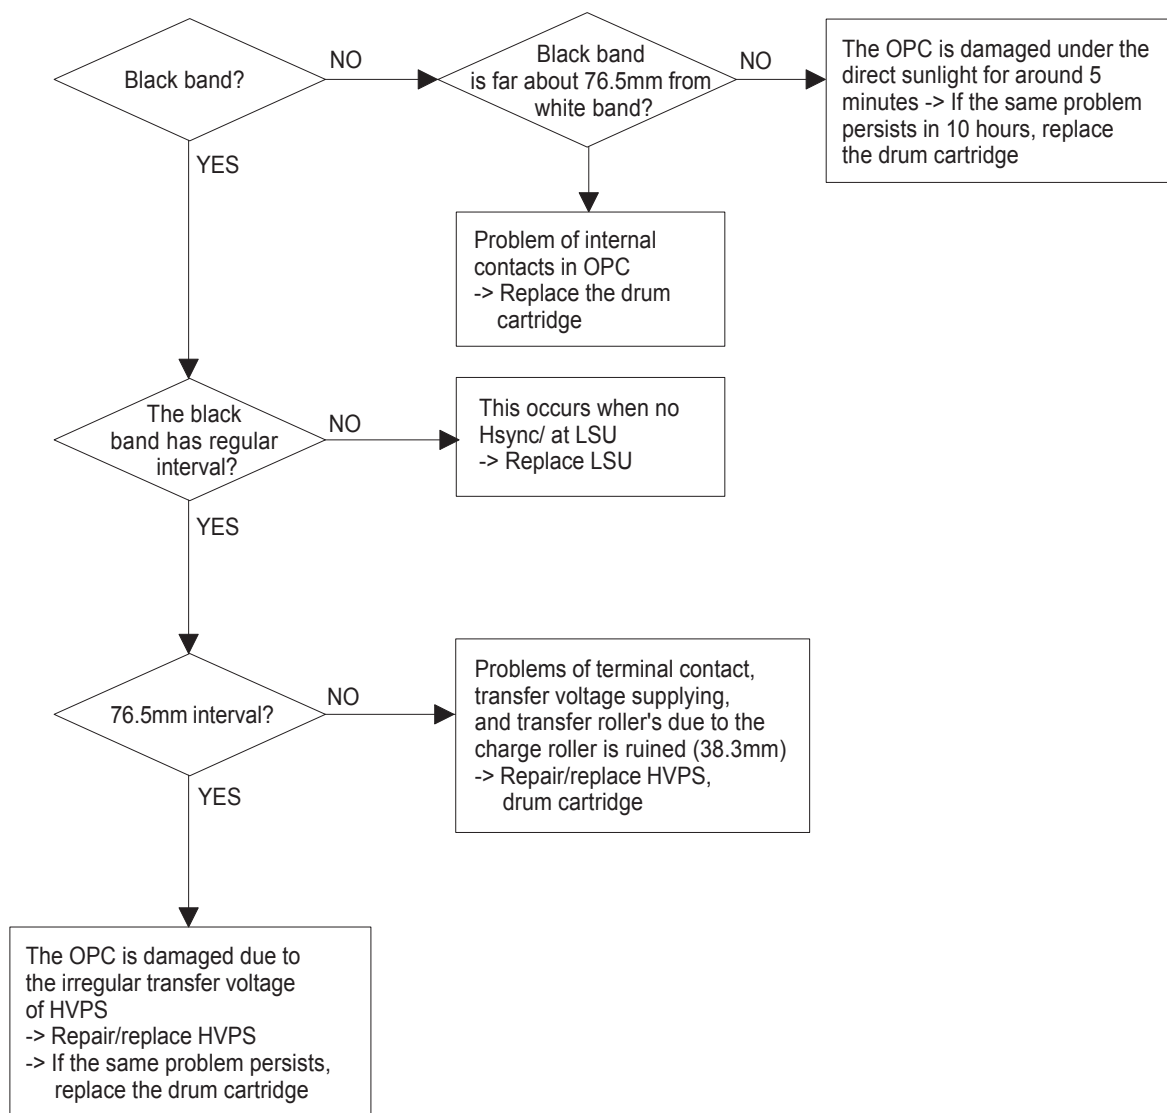 Black band?
NO
Black band
is far about 76.5mm from
white band?
NO
The OPC is damaged under the
direct sunlight for around 5
minutes -> If the same problem
persists in 10 hours, replace
the drum cartridge
YES
Problem of internal
contacts in OPC
-> Replace the drum
cartridge
The black
band has regular
interval?
NO
This occurs when no
Hsync/ at LSU
-> Replace LSU
YES
76.5mm interval?
NO
Problems of terminal contact,
transfer voltage supplying,
and transfer roller's due to the
charge roller is ruined (38.3mm)
-> Repair/replace HVPS,
drum cartridge
YES
The OPC is damaged due to
the irregular transfer voltage
of HVPS
-> Repair/replace HVPS
-> If the same problem persists,
replace the drum cartridge